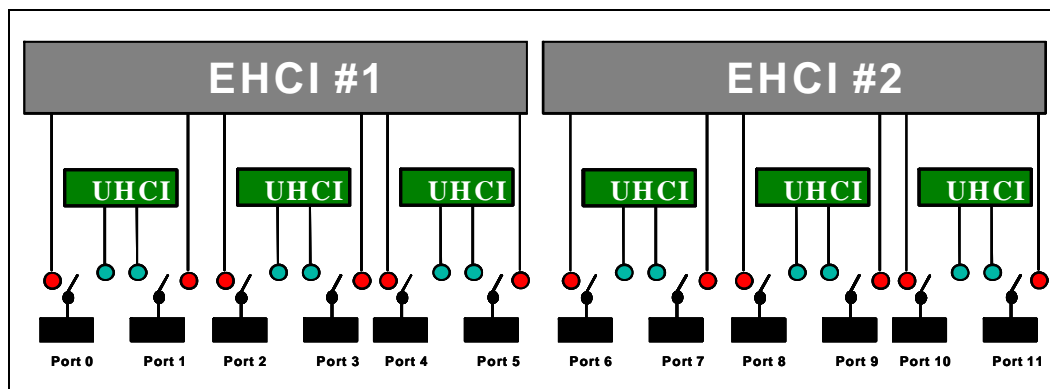 EHCI #1 EHCI #2
UHCI UHCI UHCI UHCI UHCI UHCI
Port 0 Port 1 Port 2 Port 3 Port 4 Port 5 Port 6 Port 7 Port 8 Port 9 Port 10 Port 11